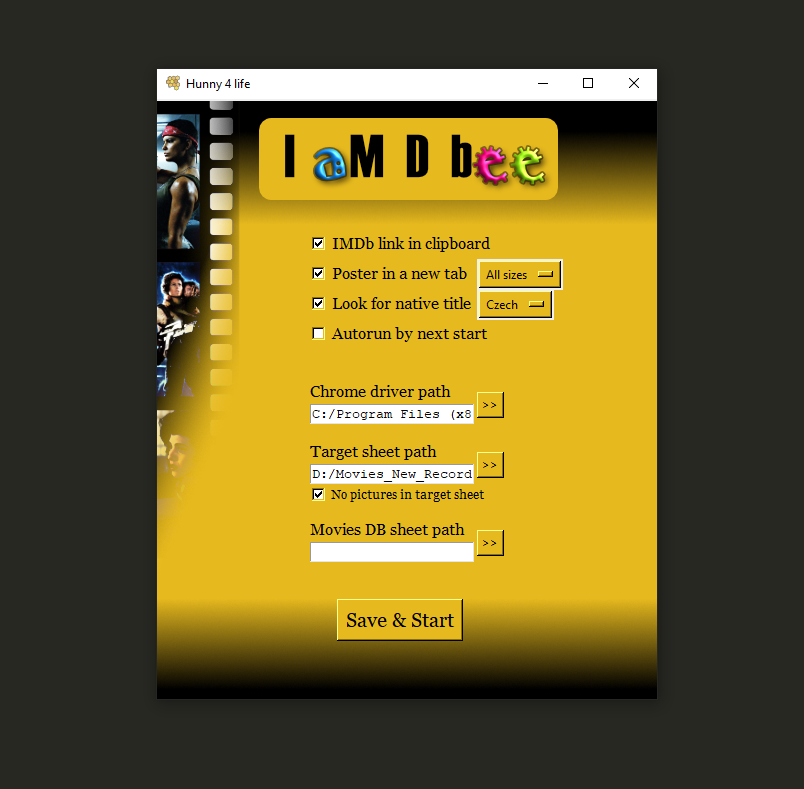 Hunny 4 life
I aM D bee
IMDb link in clipboard
Poster in a new tab All sizes
Look for native title Czech
Autorun by next start
Chrome driver path
C:/Program Files (x8 >>
Target sheet path
D:/Movies_New_Record >>
No pictures in target sheet
Movies DB sheet path
>>
Save & Start